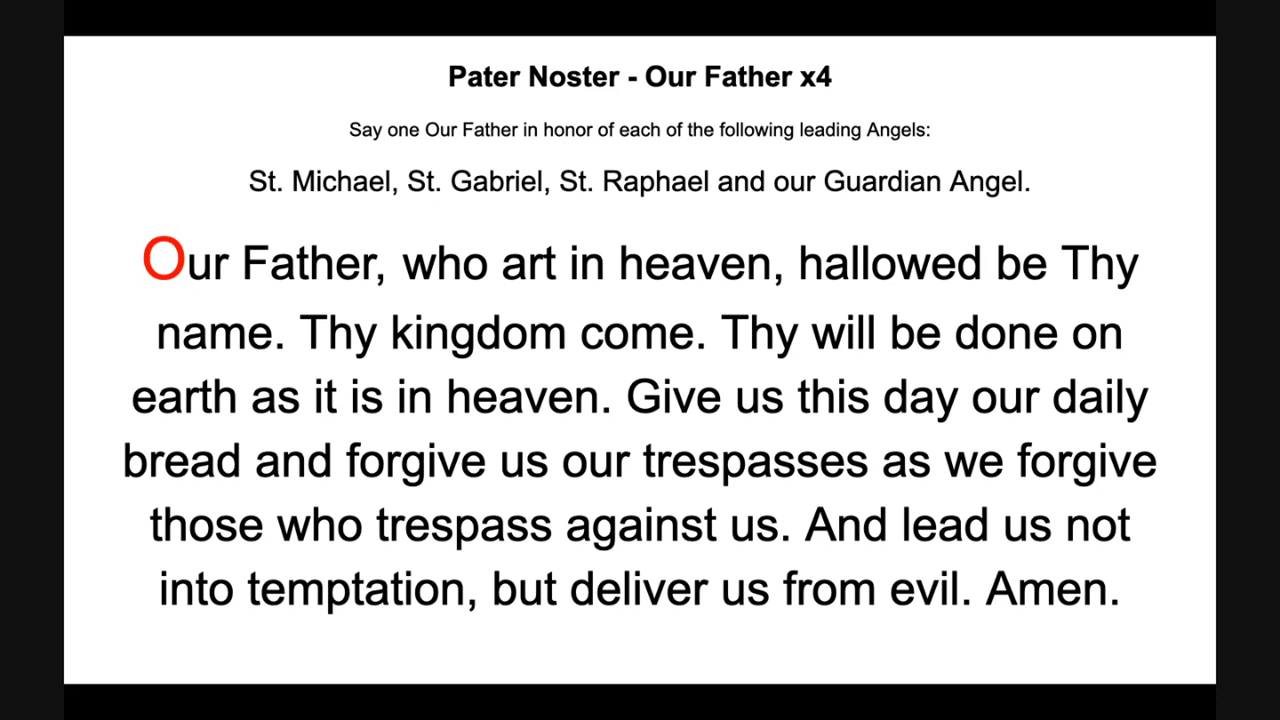 Pater Noster - Our Father x4
Say one Our Father in honor of each of the following leading Angels:
St. Michael, St. Gabriel, St. Raphael and our Guardian Angel.
Our Father, who art in heaven, hallowed be Thy
name. Thy kingdom come. Thy will be done on
earth as it is in heaven. Give us this day our daily
bread and forgive us our trespasses as we forgive
those who trespass against us. And lead us not
into temptation, but deliver us from evil. Amen.